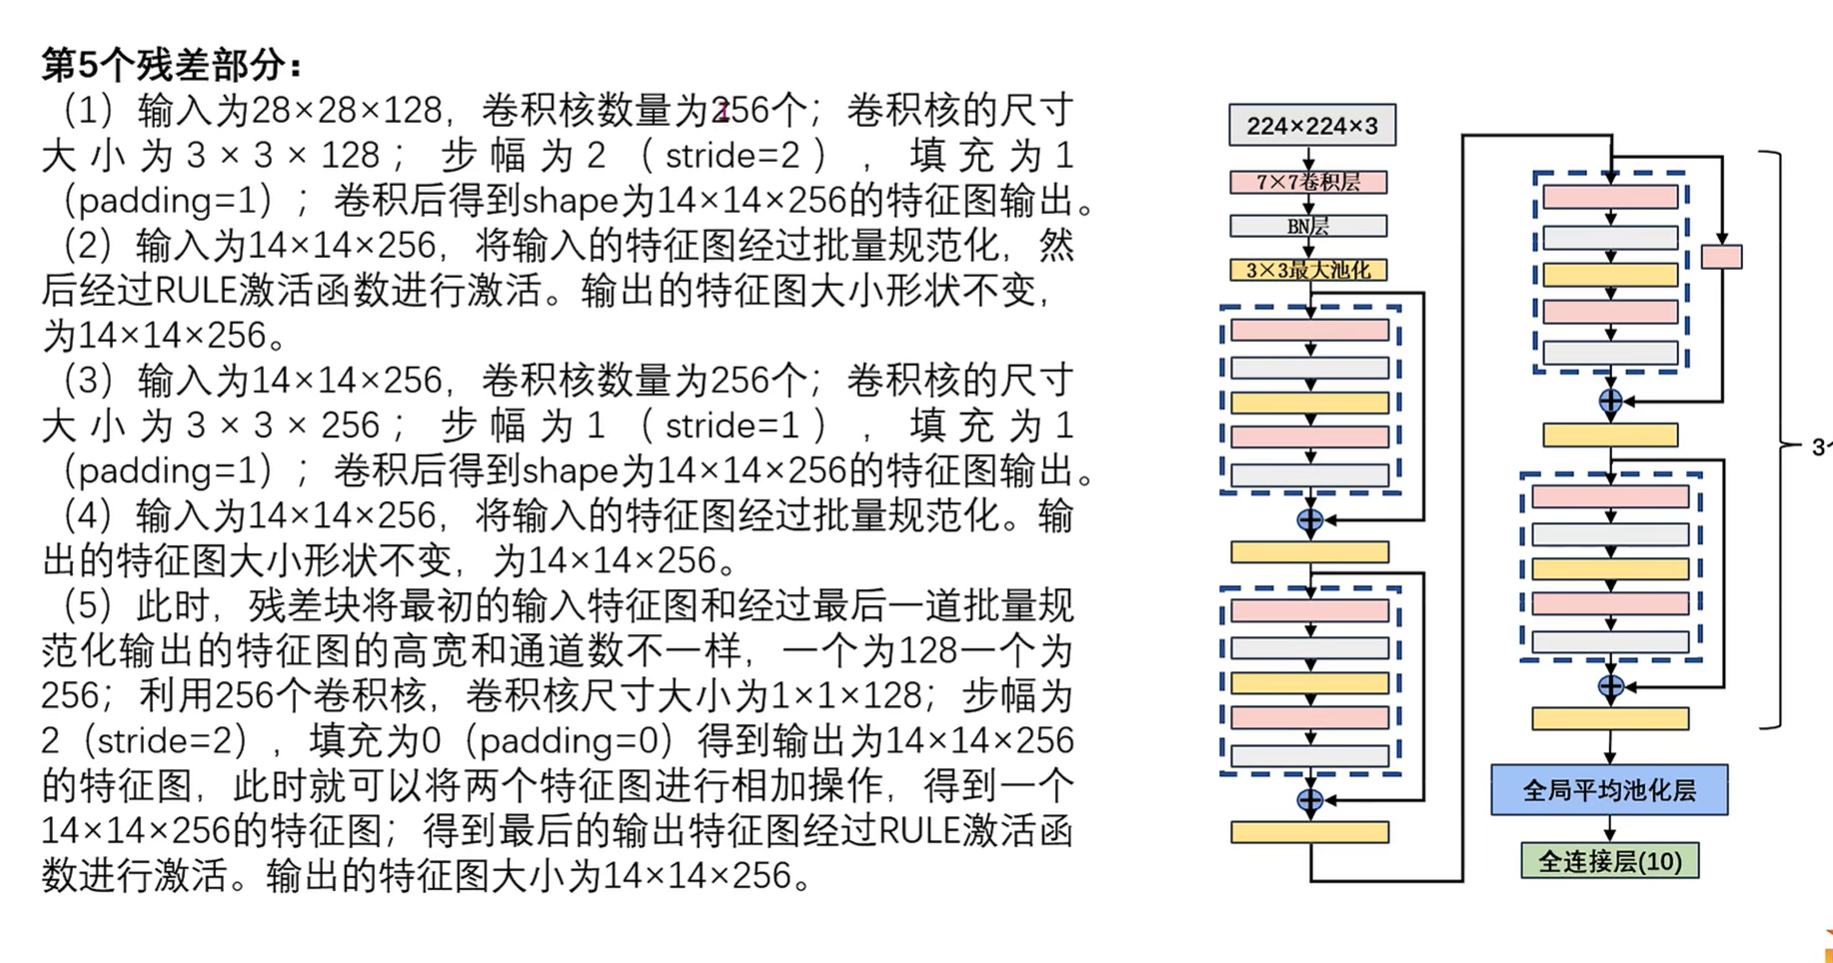 第5个残差部分：
（1）输入为28×28×128，卷积核数量为256个；卷积核的尺寸
大小为3×3×128；步幅为2（stride=2），填充为1
（padding=1）；卷积后得到shape为14×14×256的特征图输出。
（2）输入为14×14×256，将输入的特征图经过批量规范化，然
后经过RULE激活函数进行激活。输出的特征图大小形状不变，
为14×14×256。
（3）输入为14×14×256，卷积核数量为256个；卷积核的尺寸
大小为3×3×256；步幅为1（stride=1），填充为1
（padding=1）；卷积后得到shape为14×14×256的特征图输出。
（4）输入为14×14×256，将输入的特征图经过批量规范化。输
出的特征图大小形状不变，为14×14×256。
（5）此时，残差块将最初的输入特征图和经过最后一道批量规
范化输出的特征图的高宽和通道数不一样，一个为128一个为
256；利用256个卷积核，卷积核尺寸大小为1×1×128；步幅为
2（stride=2），填充为0（padding=0）得到输出为14×14×256
的特征图，此时就可以将两个特征图进行相加操作，得到一个
14×14×256的特征图；得到最后的输出特征图经过RULE激活函
数进行激活。输出的特征图大小为14×14×256。
224×224×3
7×7卷积层
BN层
3×3最大池化
3
全局平均池化层
全连接层(10)